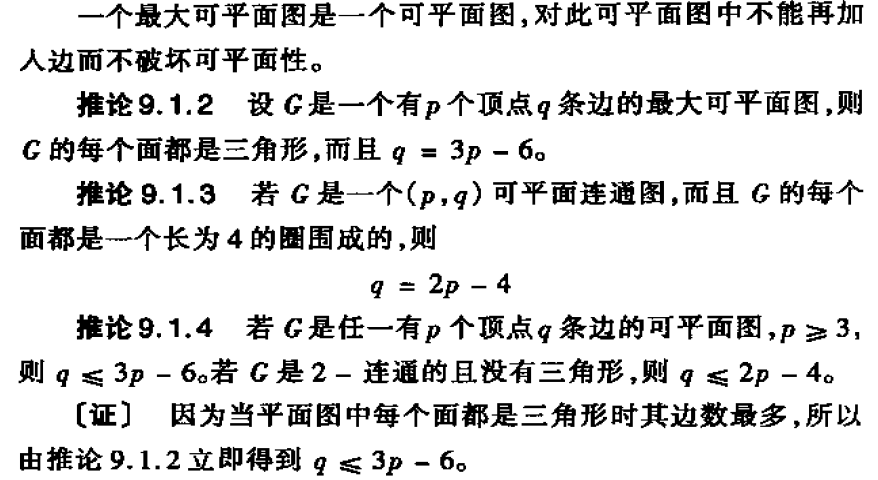 一个最大可平面图是一个可平面图,对此可平面图中不能再加
人边而不破坏可平面性。
推论9.1.2 设 G是一个有p 个顶点q 条边的最大可平面图,则
G 的每个面都是三角形,而且 q = 3p - 6。
推论9.1.3 若 G 是一个(p,q) 可平面连通图,而且 G 的每个
面都是一个长为 4 的圈围成的,则
q = 2p - 4
推论9.1.4 若 G是任一有p 个顶点q 条边的可平面图,p ⩾ 3,
则 q ⩽ 3p - 6。若 G 是 2 - 连通的且没有三角形,则 q ⩽ 2p - 4。
〔证〕 因为当平面图中每个面都是三角形时其边数最多,所以
由推论 9.1.2 立即得到 q ⩽ 3p - 6。